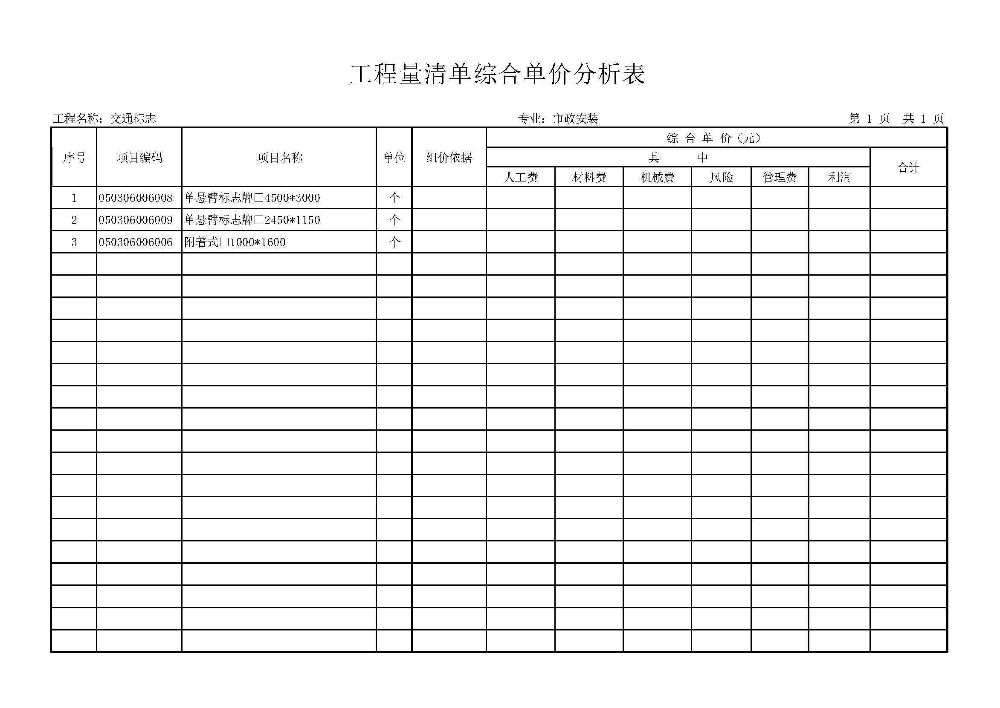 工程量清单综合单价分析表
工程名称：交通标志 专业：市政安装 第 1 页 共 1 页
序号 项目编码 项目名称 单位 组价依据 综 合 单 价（元）
其 中 合计
人工费 材料费 机械费 风险 管理费 利润
1 050306006008 单悬臂标志牌□4500*3000 个
2 050306006009 单悬臂标志牌□2450*1150 个
3 050306006006 附着式□1000*1600 个